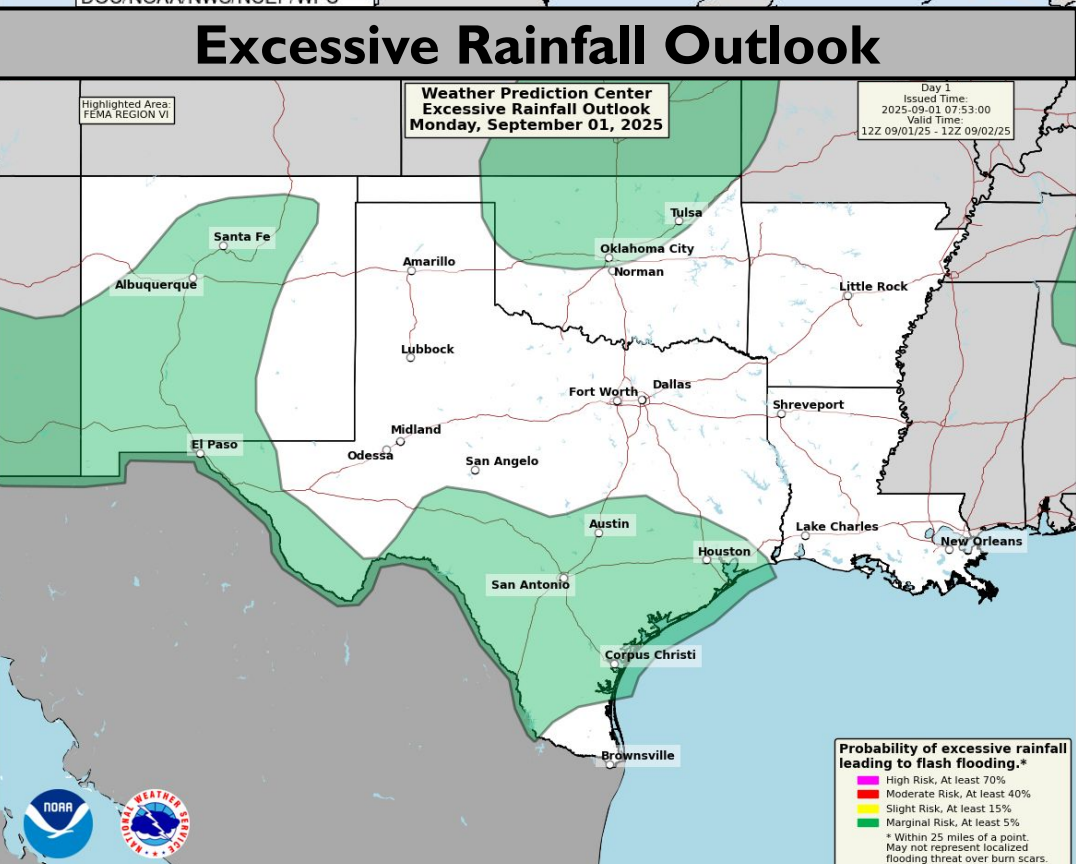 DOC/NOAA/NWS/NCEP/WPC
Excessive Rainfall Outlook
Highlighted Area:
FEMA REGION VI
Weather Prediction Center
Excessive Rainfall Outlook
Monday, September 01, 2025
Day 1
Issued Time:
2025-09-01 07:53:00
Valid Time:
12Z 09/01/25 - 12Z 09/02/25
Tulsa
Santa Fe
Oklahoma City
Amarillo
Norman
Albuquerque
Little Rock
Lubbock
Dallas
Fort Worth
Shreveport
Midland
El Paso
Odessa
San Angelo
Austin
Lake Charles
New Orleans
Houston
San Antonio
Corpus Christi
Brownsville
Probability of excessive rainfall
leading to flash flooding.*
High Risk, At least 70%
Moderate Risk, At least 40%
Slight Risk, At least 15%
Marginal Risk, At least 5%
* Within 25 miles of a point.
May not represent localized
flooding threat over burn scars.
NOAA
NATIONAL WEATHER SERVICE